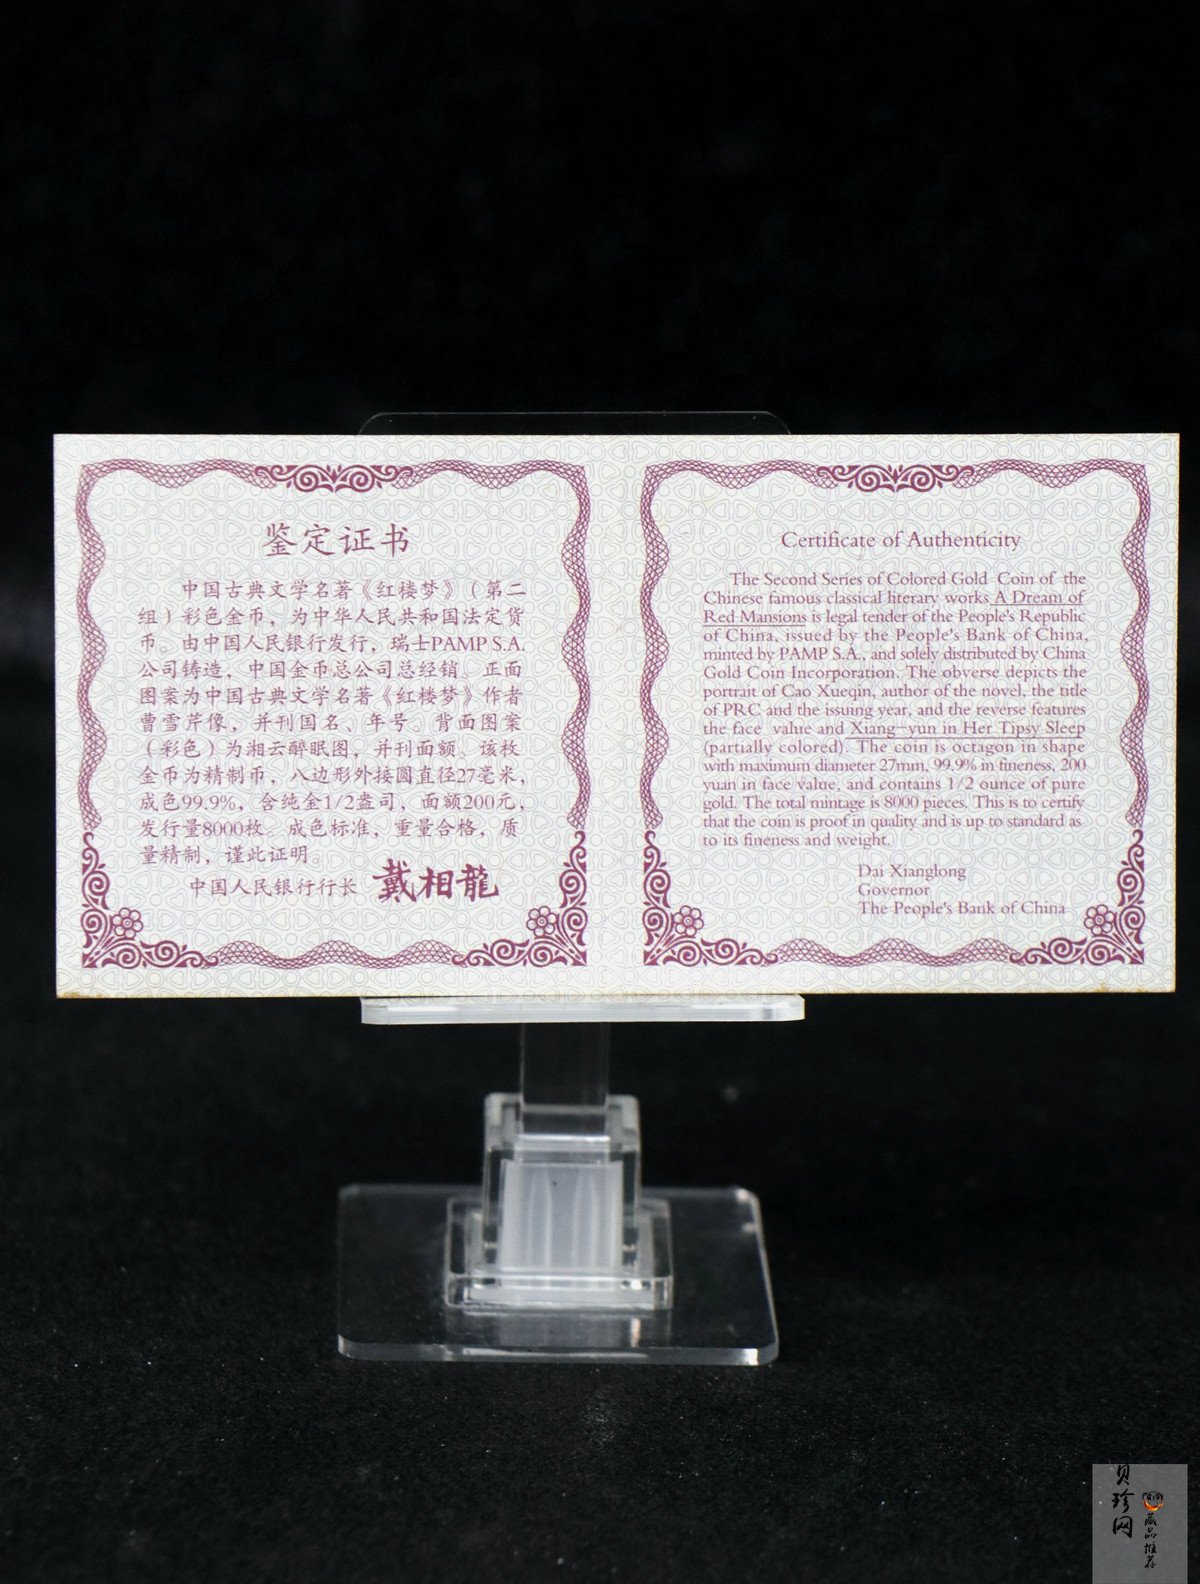 鉴定证书
中国古典文学名著《红楼梦》（第二
组）彩色金币，为中华人民共和国法定货
币。由中国人民银行发行，瑞士PAMP S.A.
公司铸造，中国金币总公司总经销。正面
图案为中国古典文学名著《红楼梦》作者
曹雪芹像，并刊国名、年号。背面图案
（彩色）为湘云醉眠图，并刊面额。该枚
金币为精制币，八边形外接圆直径27毫米，
成色99.9%，含纯金1/2盎司，面额200元，
发行量8000枚。成色标准，重量合格，质
量精制，谨此证明。
中国人民银行行长 戴相龍
Certificate of Authenticity
The Second Series of Colored Gold Coin of the
Chinese famous classical literary works A Dream of
Red Mansions is legal tender of the People's Republic
of China, issued by the People's Bank of China,
minted by PAMP S.A., and solely distributed by China
Gold Coin Incorporation. The obverse depicts the
portrait of Cao Xueqin, author of the novel, the title
of PRC and the issuing year, and the reverse features
the face value and Xiang-yun in Her Tipsy Sleep
(partially colored). The coin is octagon in shape
with maximum diameter 27mm, 99.9% in fineness, 200
yuan in face value, and contains 1/2 ounce of pure
gold. The total mintage is 8000 pieces. This is to certify
that the coin is proof in quality and is up to standard as
to its fineness and weight.
Dai Xianglong
Governor
The People's Bank of China
贝珍网
藏品推荐